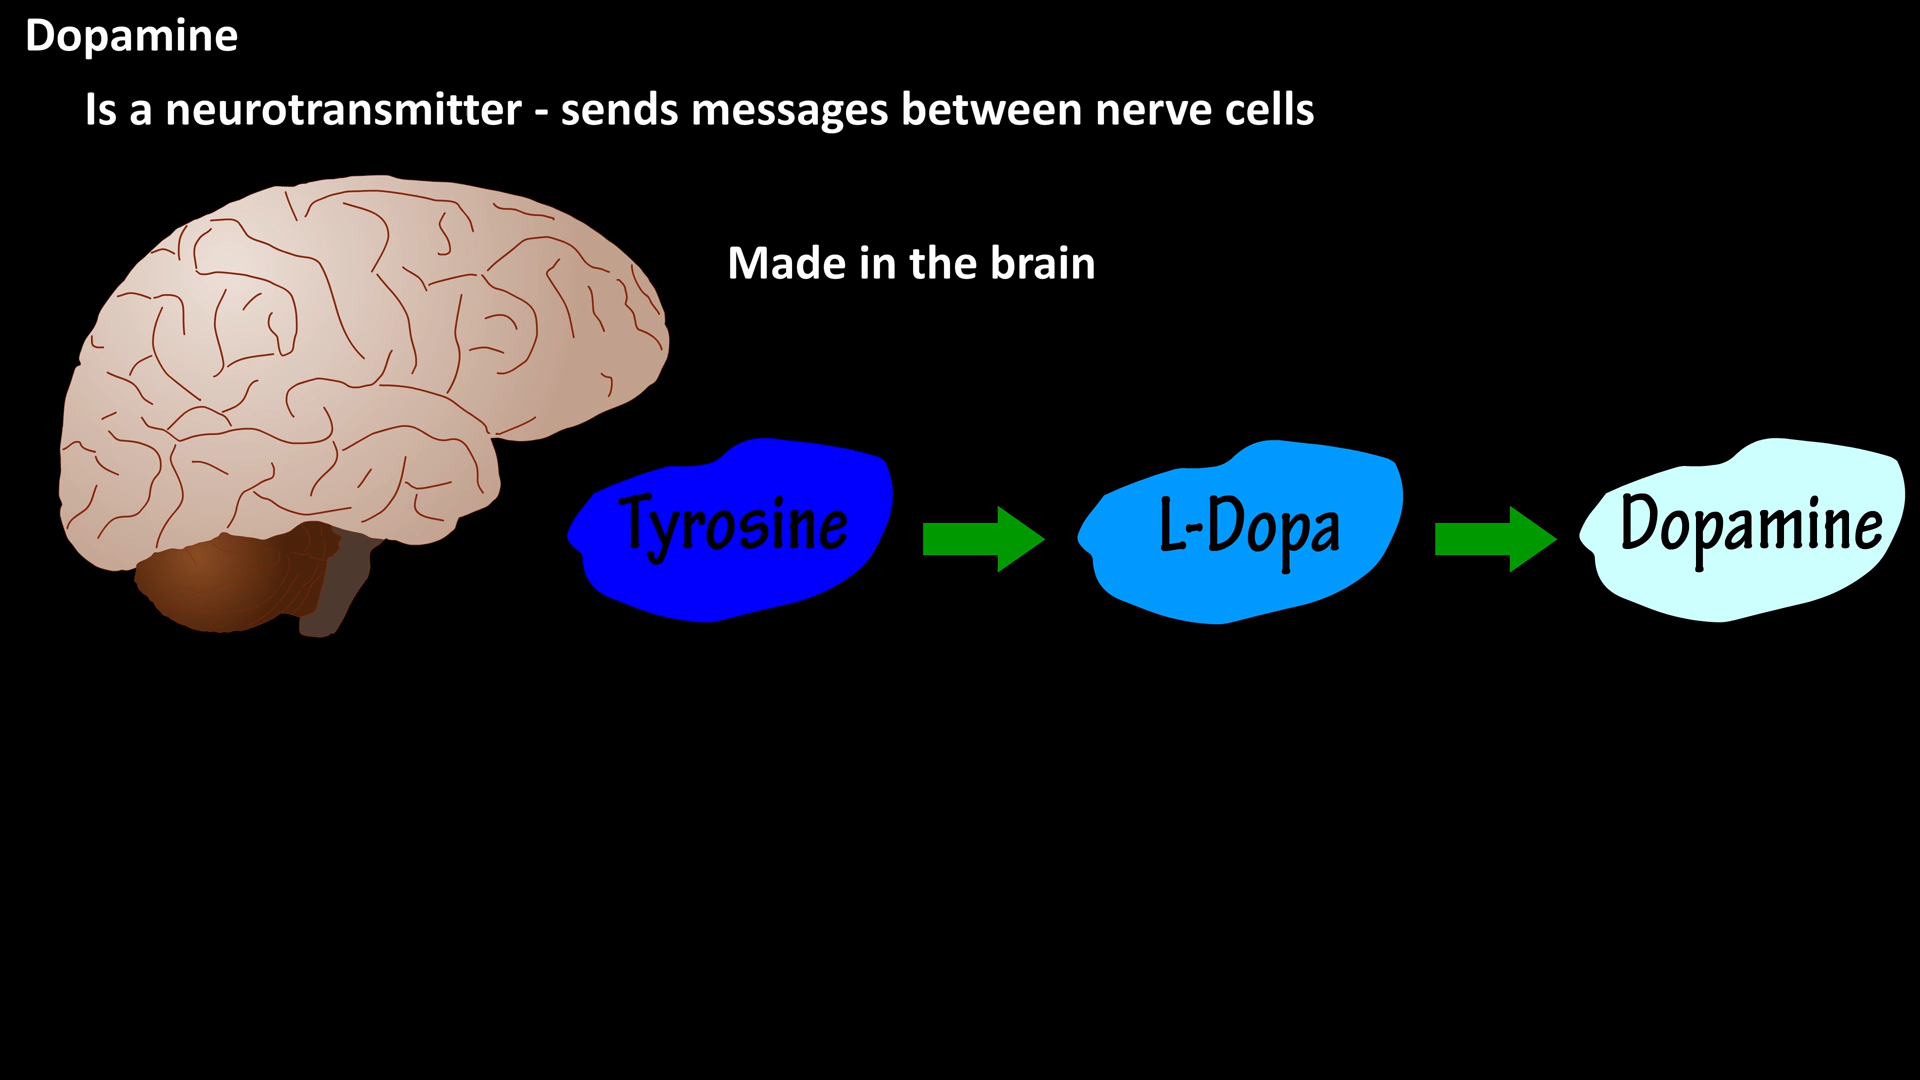 Dopamine
Is a neurotransmitter - sends messages between nerve cells
Made in the brain
Tyrosine
L-Dopa
Dopamine